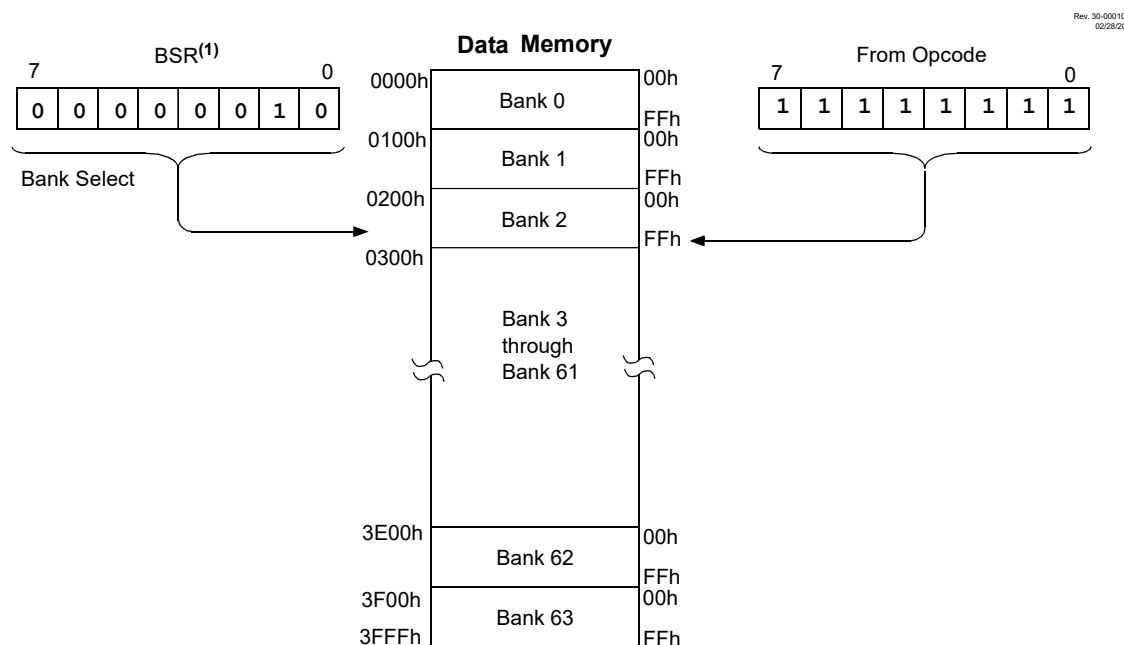 Rev. 30-00010
02/28/20
Data Memory
BSR(1)
7 0
0 0 0 0 0 0 1 0
Bank Select
From Opcode
7 0
1 1 1 1 1 1 1 1
0000h Bank 0 00h
FFh
0100h Bank 1 00h
FFh
0200h Bank 2 00h
FFh
0300h
Bank 3
through
Bank 61
3E00h Bank 62 00h
FFh
3F00h Bank 63 00h
3FFFh FFh